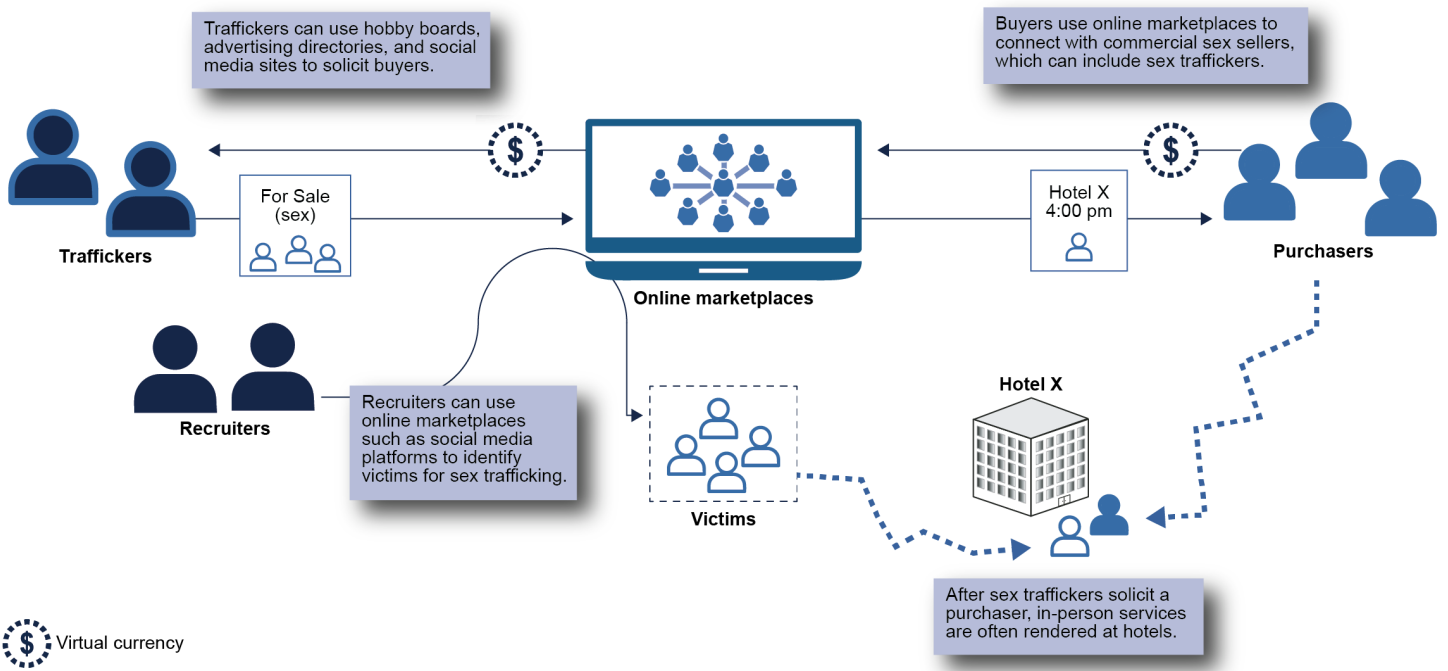 Traffickers can use hobby boards,
advertising directories, and social
media sites to solicit buyers.
Buyers use online marketplaces to
connect with commercial sex sellers,
which can include sex traffickers.
$
$
For Sale
(sex)
Hotel X
4:00 pm
Traffickers
Purchasers
Online marketplaces
Recruiters
Recruiters can use
online marketplaces
such as social media
platforms to identify
victims for sex trafficking.
Victims
Hotel X
After sex traffickers solicit a
purchaser, in-person services
are often rendered at hotels.
$ Virtual currency